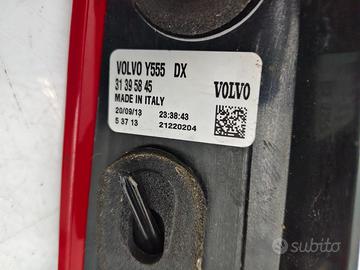 VOLVO Y555 DX
31 39 58 45
MADE IN ITALY
VOLVO
20/09/13 23:38:43
5 37 13 21220204
subito